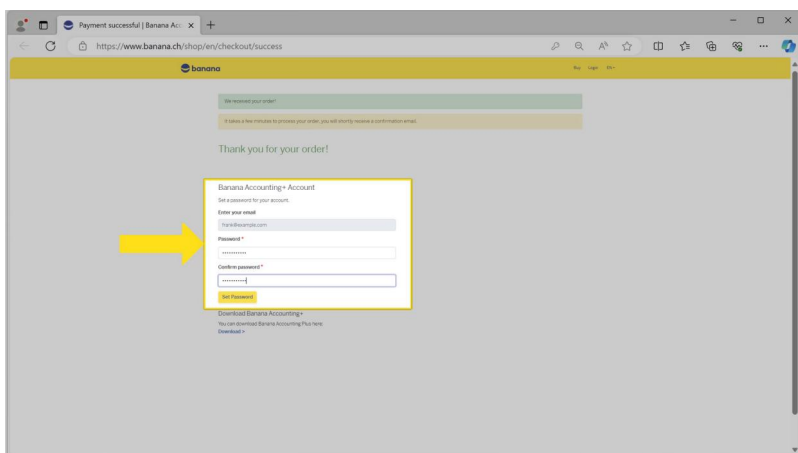 Payment successful | Banana Acc
https://www.banana.ch/shop/en/checkout/success
banana
Buy Login EN
We received your order!
It takes a few minutes to process your order, you will shortly receive a confirmation email.
Thank you for your order!
Banana Accounting+ Account
Set a password for your account.
Enter your email
frank@example.com
Password *
•••••••••••
Confirm password *
•••••••••••
Set Password
Download Banana Accounting+
You can download Banana Accounting Plus here.
Download >